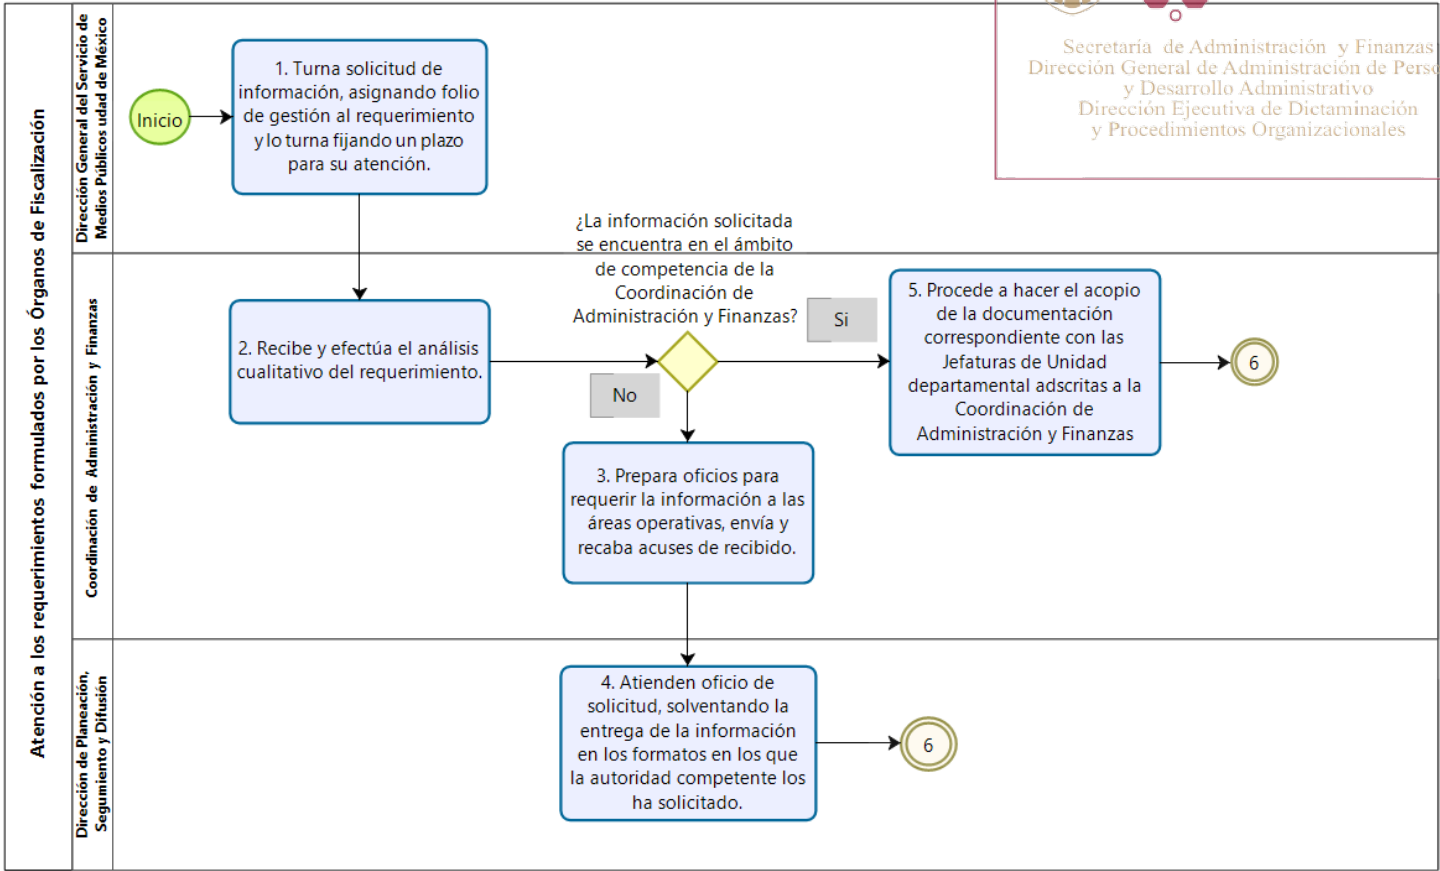 Atención a los requerimientos formulados por los Órganos de Fiscalización
Dirección General del Servicio de
Medios Públicos udad de México
Inicio
1. Turna solicitud de
información, asignando folio
de gestión al requerimiento
y lo turna fijando un plazo
para su atención.
Secretaría de Administración y Finanzas
Dirección General de Administración de
y Desarrollo Administrativo
Dirección Ejecutiva de Dictaminación
y Procedimientos Organizacionales
Coordinación de Administración y Finanzas
2. Recibe y efectúa el análisis
cualitativo del requerimiento.
¿La información solicitada
se encuentra en el ámbito
de competencia de la
Coordinación de
Administración y Finanzas?
Si
No
5. Procede a hacer el acopio
de la documentación
correspondiente con las
Jefaturas de Unidad
departamental adscritas a la
Coordinación de
Administración y Finanzas
6
3. Prepara oficios para
requerir la información a las
áreas operativas, envía y
recaba acuses de recibido.
Dirección de Planeación,
Segumiento y Difusión
4. Atienden oficio de
solicitud, solventando la
entrega de la información
en los formatos en los que
la autoridad competente los
ha solicitado.
6